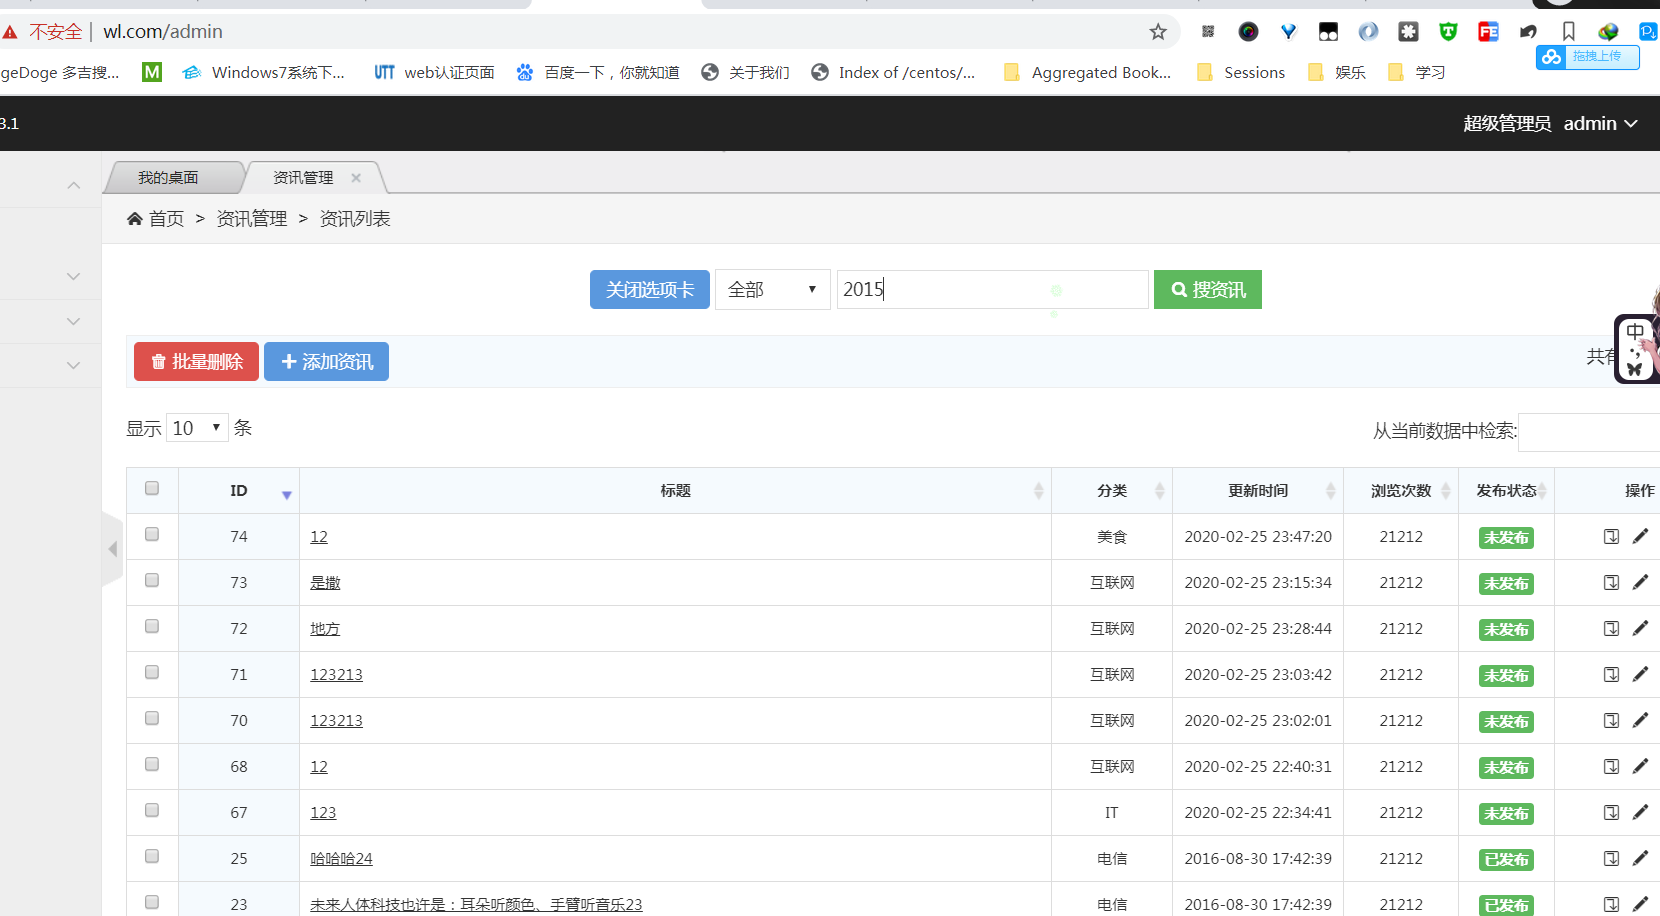 不安全 | wl.com/admin
geDoge 多吉搜... M Windows7系统下... UTT web认证页面 百度一下，你就知道 关于我们 Index of /centos/... Aggregated Book... Sessions 娱乐 学习
拖拽上传
3.1 超级管理员 admin
我的桌面 资讯管理
首页 > 资讯管理 > 资讯列表
关闭选项卡 全部 2015 搜资讯
批量删除 添加资讯 共有
中
显示 10 条 从当前数据中检索:
ID 标题 分类 更新时间 浏览次数 发布状态 操作
74 12 美食 2020-02-25 23:47:20 21212 未发布
73 是撒 互联网 2020-02-25 23:15:34 21212 未发布
72 地方 互联网 2020-02-25 23:28:44 21212 未发布
71 123213 互联网 2020-02-25 23:03:42 21212 未发布
70 123213 互联网 2020-02-25 23:02:01 21212 未发布
68 12 互联网 2020-02-25 22:40:31 21212 未发布
67 123 IT 2020-02-25 22:34:41 21212 未发布
25 哈哈哈24 电信 2016-08-30 17:42:39 21212 已发布
23 未来人体科技也许是：耳朵听颜色、手臂听音乐23 电信 2016-08-30 17:42:39 21212 已发布